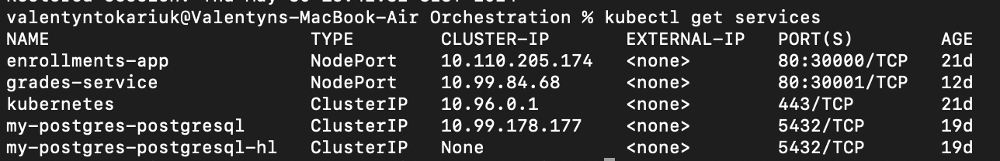 valentyntokariuk@Valentyns-MacBook-Air Orchestration % kubectl get services
NAME TYPE CLUSTER-IP EXTERNAL-IP PORT(S) AGE
enrollments-app NodePort 10.110.205.174 <none> 80:30000/TCP 21d
grades-service NodePort 10.99.84.68 <none> 80:30001/TCP 12d
kubernetes ClusterIP 10.96.0.1 <none> 443/TCP 21d
my-postgres-postgresql ClusterIP 10.99.178.177 <none> 5432/TCP 19d
my-postgres-postgresql-hl ClusterIP None <none> 5432/TCP 19d